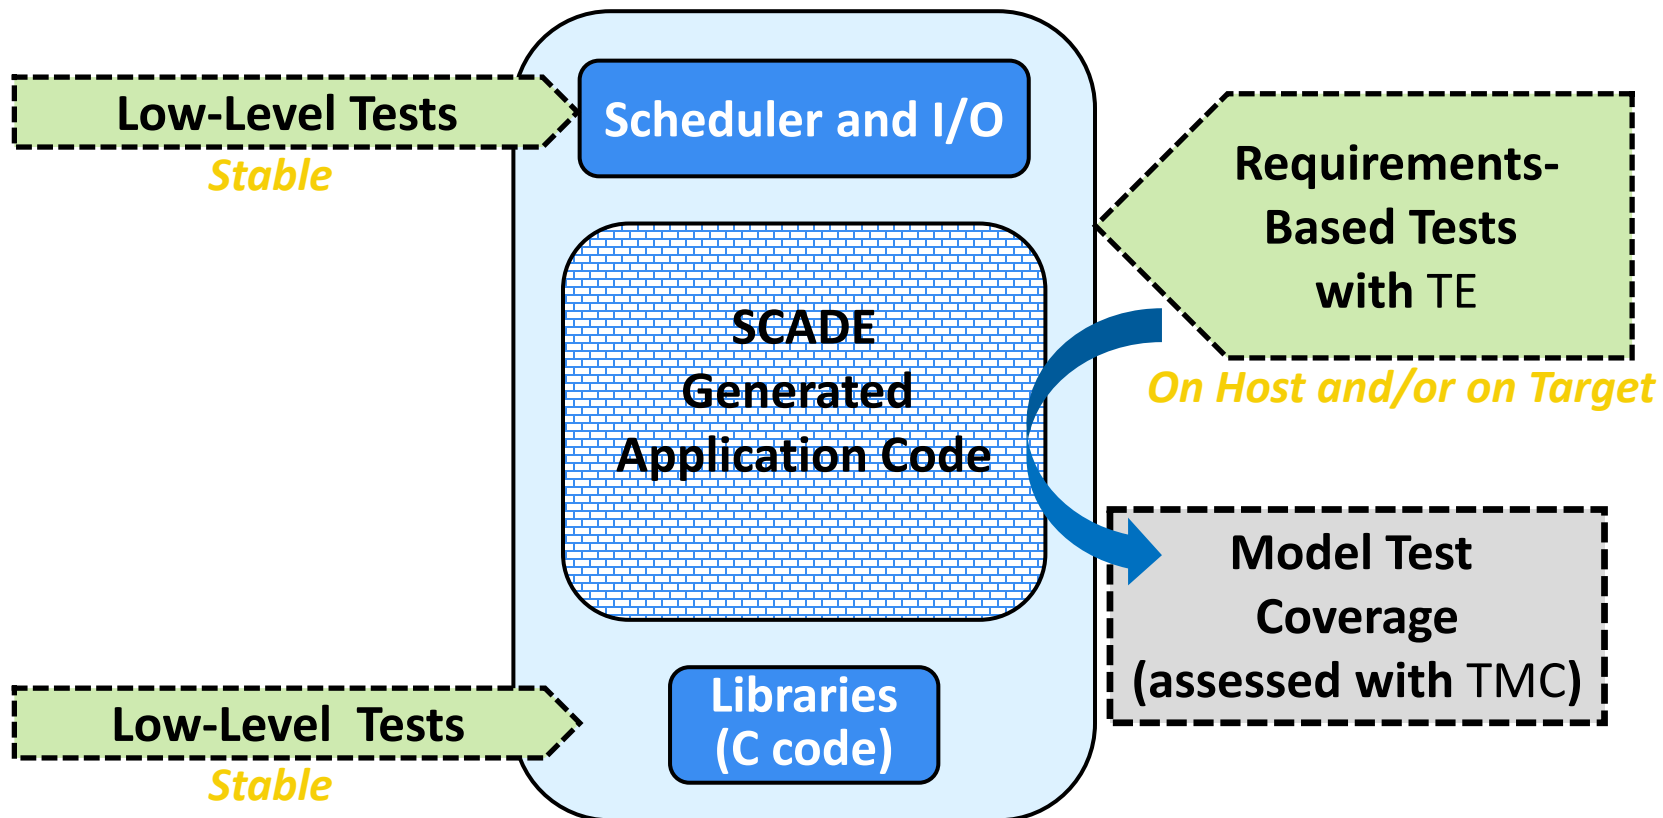 Low-Level Tests
Stable
Scheduler and I/O
Requirements-
Based Tests
with TE
On Host and/or on Target
SCADE
Generated
Application Code
Model Test
Coverage
(assessed with TMC)
Low-Level  Tests
Stable
Libraries
(C code)